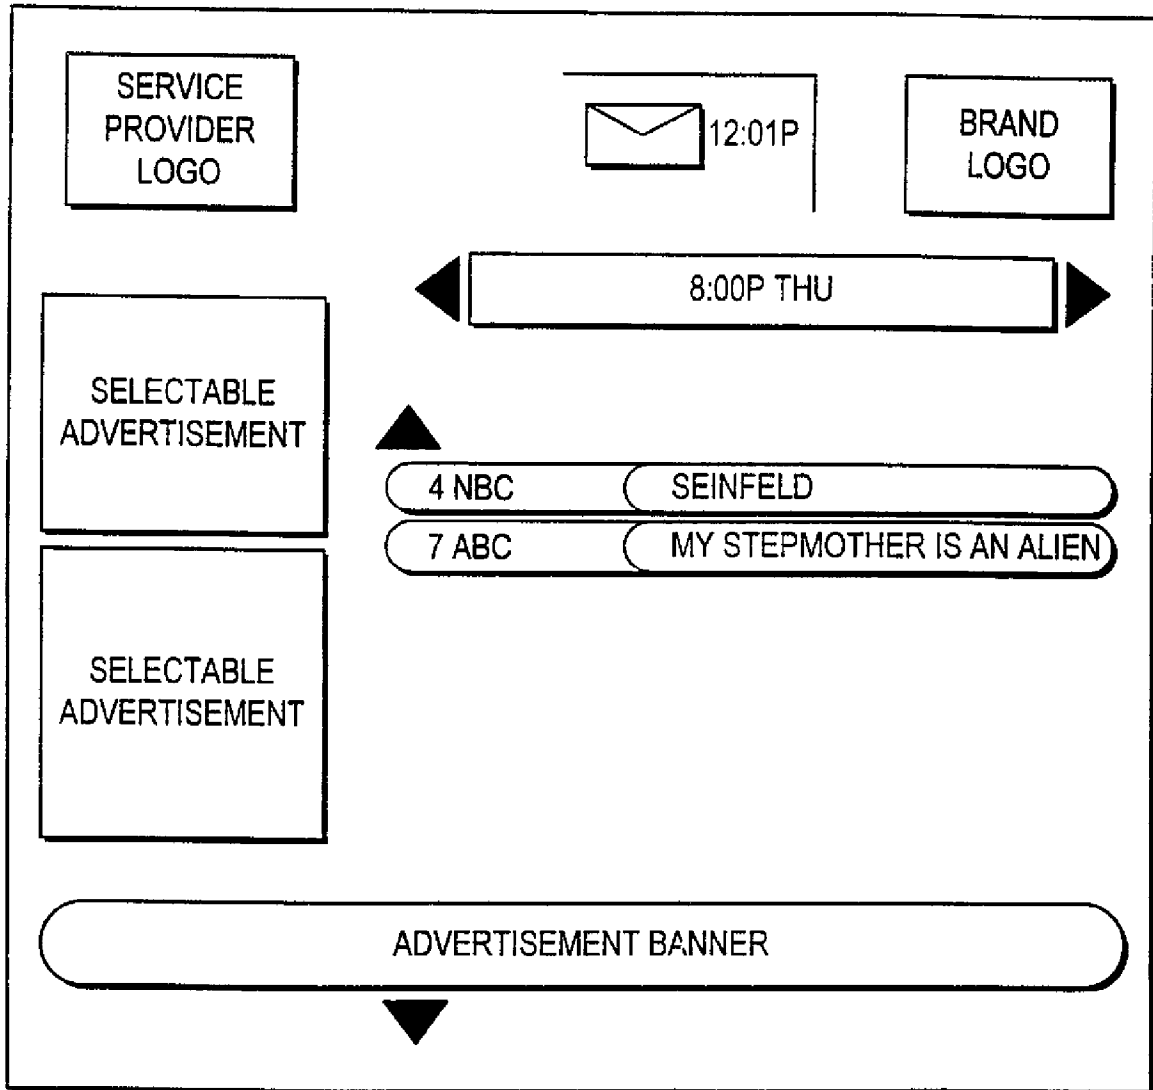 SERVICE
PROVIDER
LOGO
12:01P
BRAND
LOGO
8:00P THU
SELECTABLE
ADVERTISEMENT
4 NBC SEINFELD
7 ABC MY STEPMOTHER IS AN ALIEN
SELECTABLE
ADVERTISEMENT
ADVERTISEMENT BANNER